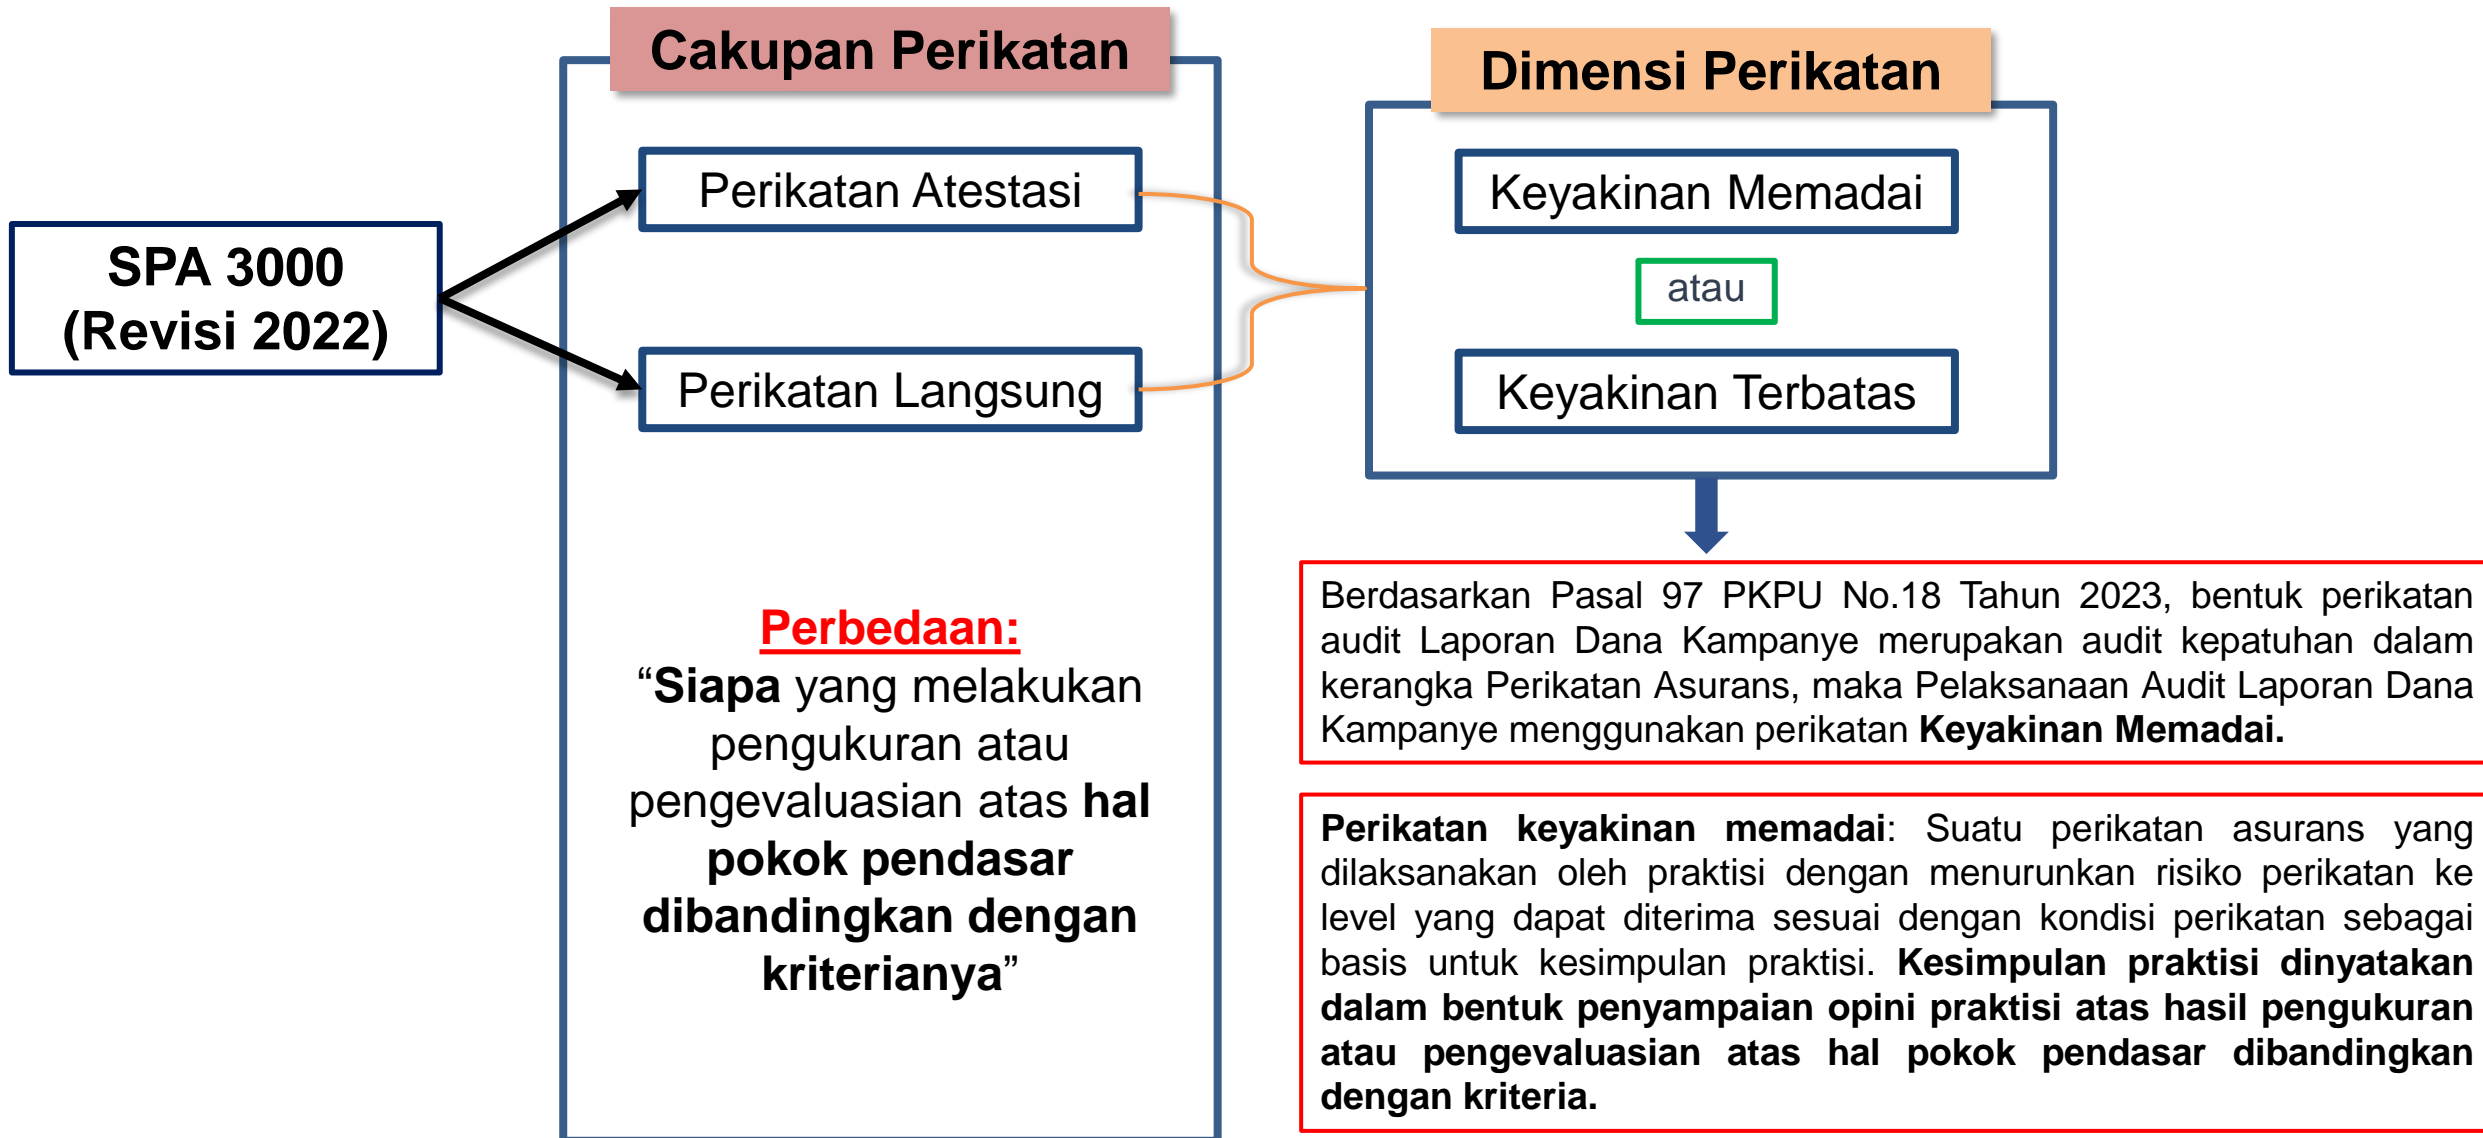 Cakupan Perikatan
Dimensi Perikatan
SPA 3000
(Revisi 2022)
Perikatan Atestasi
Perikatan Langsung
Keyakinan Memadai
atau
Keyakinan Terbatas
Perbedaan:
“Siapa yang melakukan
pengukuran atau
pengevaluasian atas hal
pokok pendasar
dibandingkan dengan
kriterianya”
Berdasarkan Pasal 97 PKPU No.18 Tahun 2023, bentuk perikatan
audit Laporan Dana Kampanye merupakan audit kepatuhan dalam
kerangka Perikatan Asurans, maka Pelaksanaan Audit Laporan Dana
Kampanye menggunakan perikatan Keyakinan Memadai.
Perikatan keyakinan memadai: Suatu perikatan asurans yang
dilaksanakan oleh praktisi dengan menurunkan risiko perikatan ke
level yang dapat diterima sesuai dengan kondisi perikatan sebagai
basis untuk kesimpulan praktisi. Kesimpulan praktisi dinyatakan
dalam bentuk penyampaian opini praktisi atas hasil pengukuran
atau pengevaluasian atas hal pokok pendasar dibandingkan
dengan kriteria.